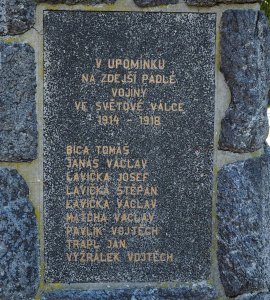 V UPOMÍNKU
NA ZDEJŠÍ PADLÉ
VOJÍNY
VE SVĚTOVÉ VÁLCE
1914 - 1918
BÍCA TOMÁŠ
JANÁS VÁCLAV
LAVIČKA JOSEF
LAVIČKA ŠTĚPÁN
LAVIČKA VÁCLAV
MATCHA VÁCLAV
PAVLÍK VOJTĚCH
TRAPL JAN
VYZRÁLEK VOJTĚCH